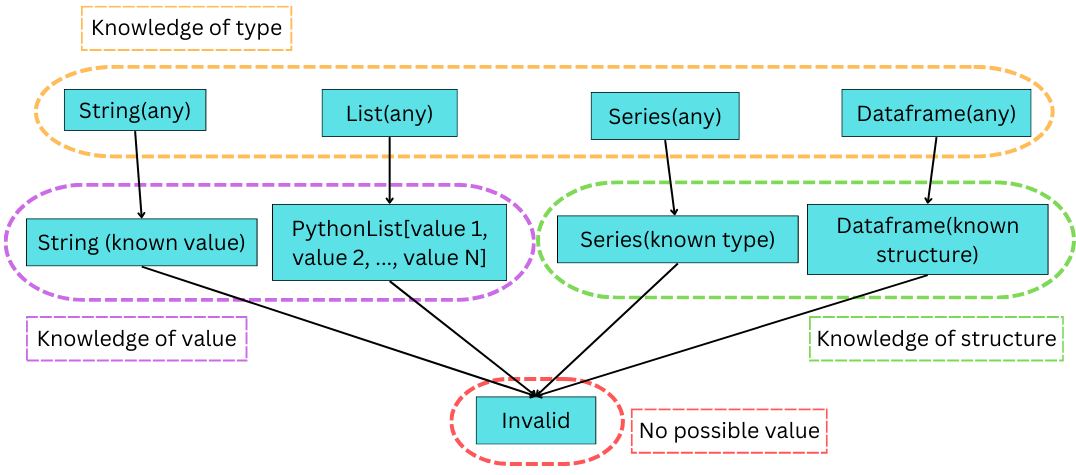 Knowledge of type
String(any)
List(any)
Series(any)
Dataframe(any)
String (known value)
PythonList[value 1,
value 2, ..., value N]
Series(known type)
Dataframe(known
structure)
Knowledge of value
Knowledge of structure
Invalid
No possible value